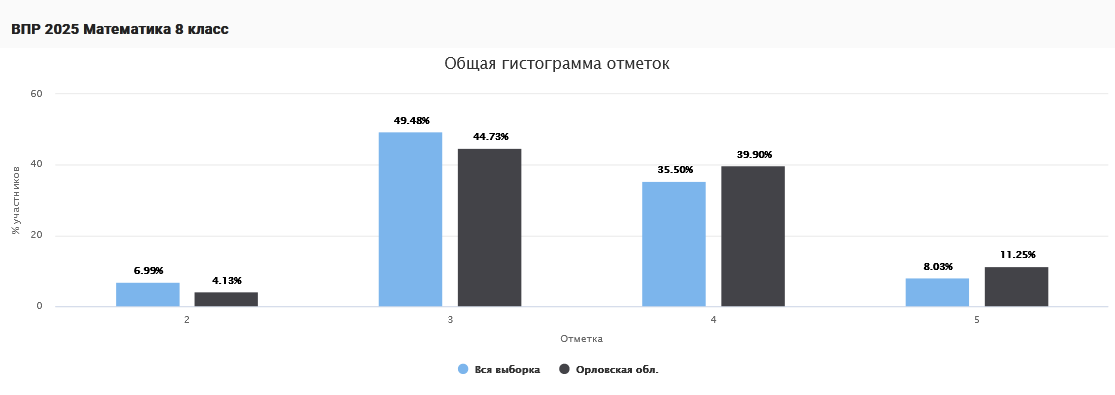 ВПР 2025 Математика 8 класс
Общая гистограмма отметок
60
40
20
0
% участников
6.99%
4.13%
49.48%
44.73%
35.50%
39.90%
8.03%
11.25%
2
3
4
5
Отметка
Вся выборка
Орловская обл.